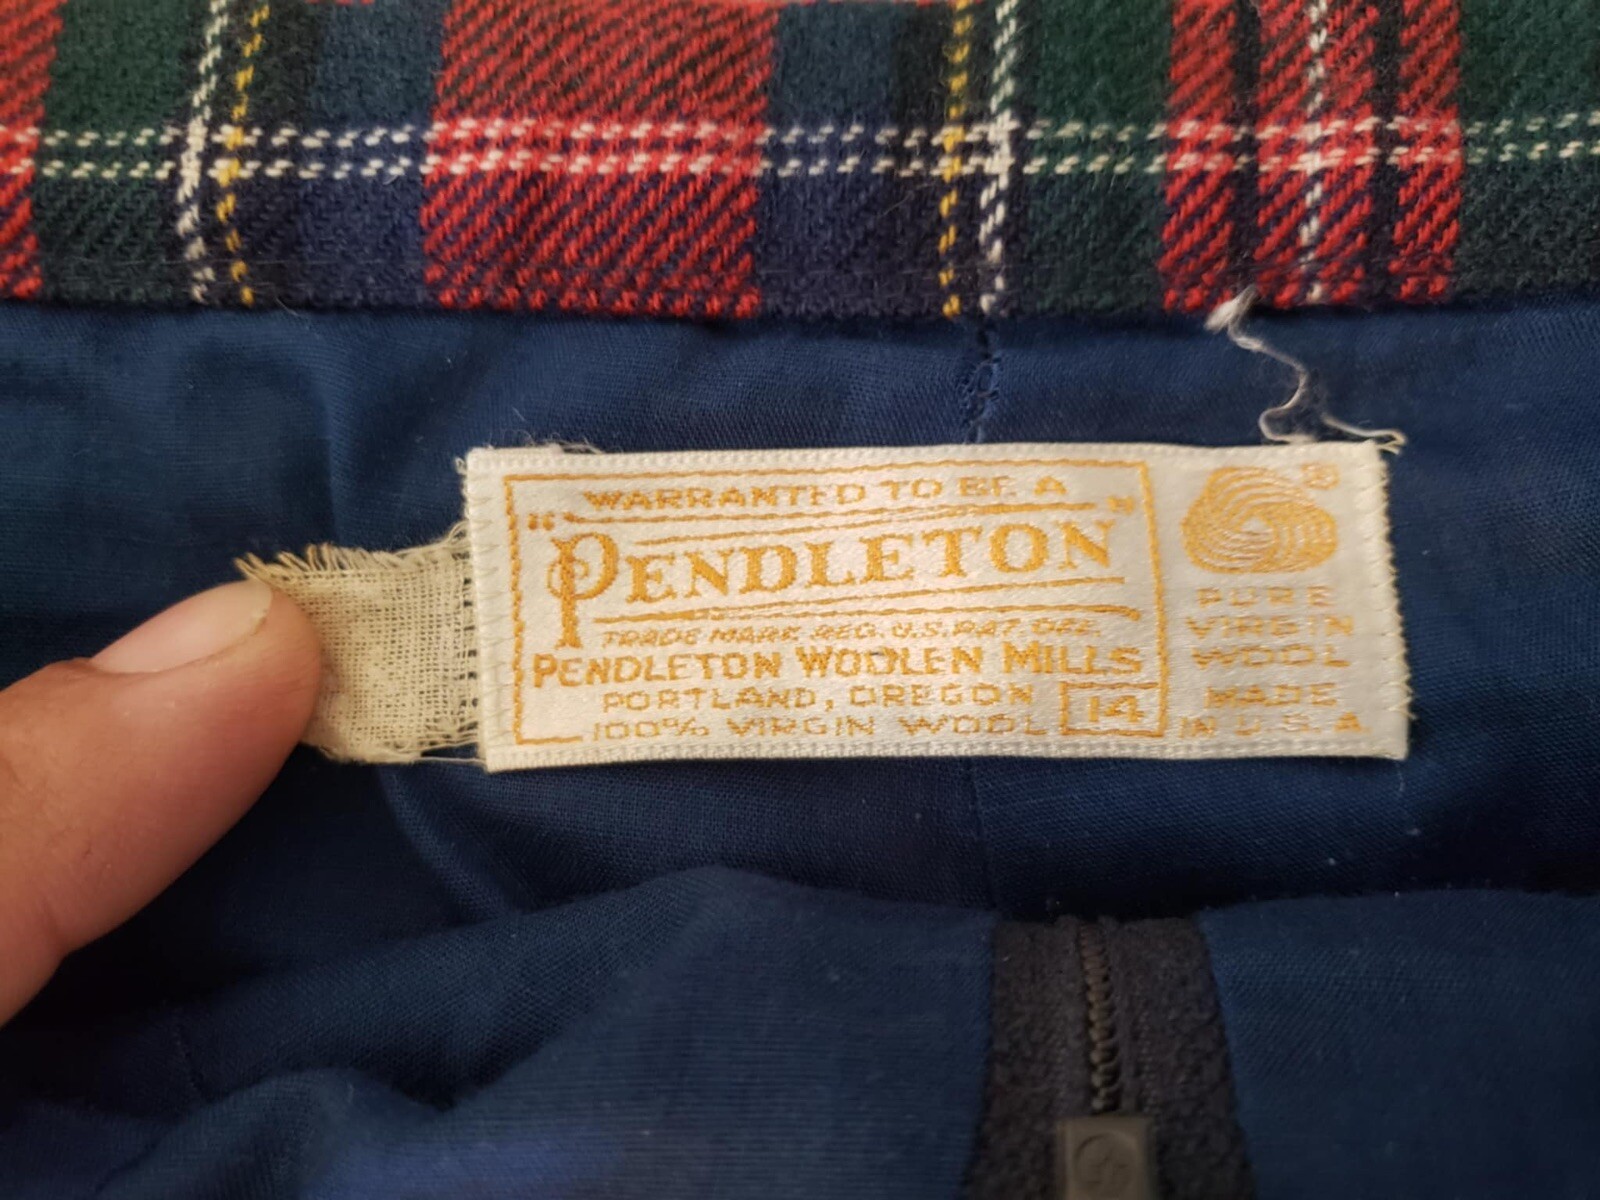 WARRANTED TO BE A
"PENDLETON"
TRADE MARK REG. U.S. PAT. OFF.
PENDLETON WOOLEN MILLS
PORTLAND, OREGON
100% VIRGIN WOOL
14
®
PURE
VIRGIN
WOOL
MADE
IN U.S.A.